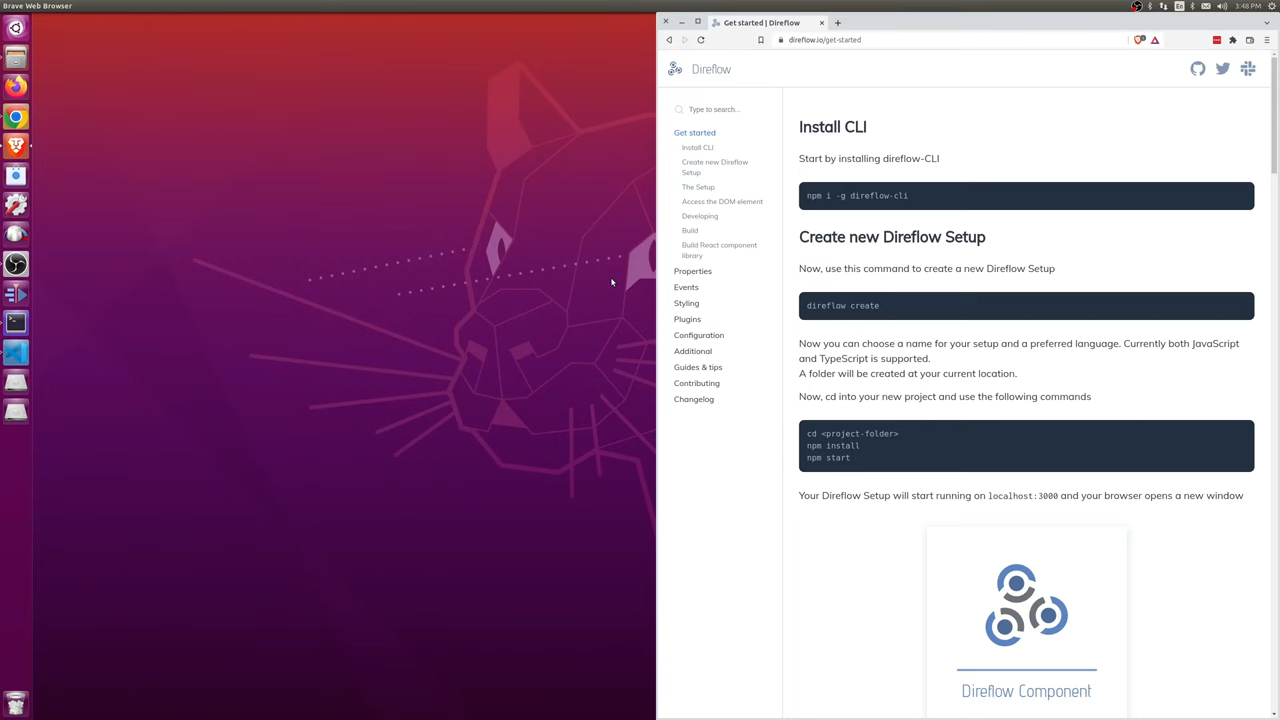 Brave Web Browser
En
3:48 PM
Get started | Direflow
direflow.io/get-started
Direflow
Type to search...
Get started
Install CLI
Create new Direflow
Setup
The Setup
Access the DOM element
Developing
Build
Build React component
library
Properties
Events
Styling
Plugins
Configuration
Additional
Guides & tips
Contributing
Changelog
Install CLI
Start by installing direflow-CLI
npm i -g direflow-cli
Create new Direflow Setup
Now, use this command to create a new Direflow Setup
direflow create
Now you can choose a name for your setup and a preferred language. Currently both JavaScript
and TypeScript is supported.
A folder will be created at your current location.
Now, cd into your new project and use the following commands
cd <project-folder>
npm install
npm start
Your Direflow Setup will start running on localhost:3000 and your browser opens a new window
Direflow Component